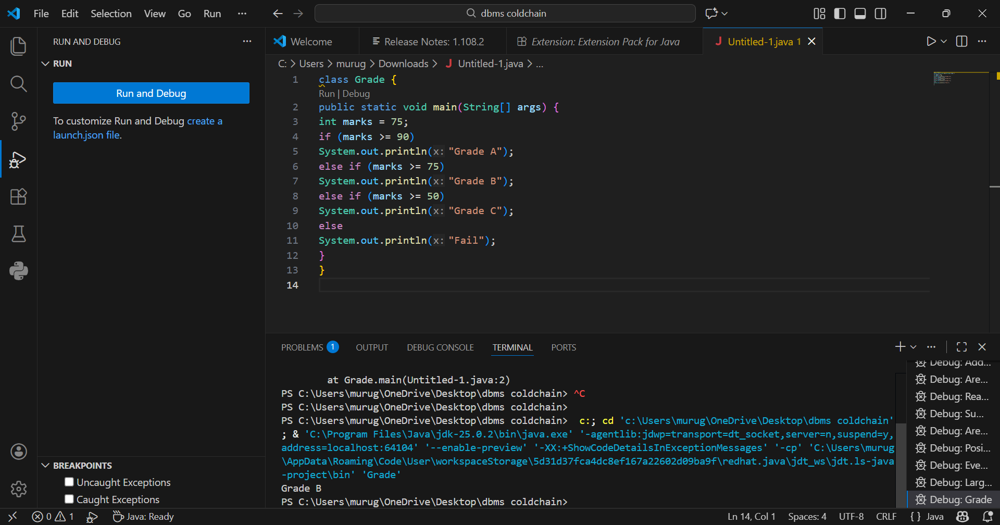 File Edit Selection View Go Run ···
dbms coldchain
RUN AND DEBUG ···
RUN
Run and Debug
To customize Run and Debug create a
launch.json file.
Welcome
Release Notes: 1.108.2
Extension: Extension Pack for Java
J Untitled-1.java 1
C: > Users > murug > Downloads > J Untitled-1.java > ...
1 class Grade {
Run | Debug
2 public static void main(String[] args) {
3 int marks = 75;
4 if (marks >= 90)
5 System.out.println(x: "Grade A");
6 else if (marks >= 75)
7 System.out.println(x: "Grade B");
8 else if (marks >= 50)
9 System.out.println(x: "Grade C");
10 else
11 System.out.println(x: "Fail");
12 }
13 }
14
PROBLEMS 1 OUTPUT DEBUG CONSOLE TERMINAL PORTS
at Grade.main(Untitled-1.java:2)
PS C:\Users\murug\OneDrive\Desktop\dbms coldchain> ^C
PS C:\Users\murug\OneDrive\Desktop\dbms coldchain>
PS C:\Users\murug\OneDrive\Desktop\dbms coldchain>  c:; cd 'c:\Users\murug\OneDrive\Desktop\dbms coldchain'
; & 'C:\Program Files\Java\jdk-25.0.2\bin\java.exe' '-agentlib:jdwp=transport=dt_socket,server=n,suspend=y,
address=localhost:64104' '--enable-preview' '-XX:+ShowCodeDetailsInExceptionMessages' '-cp' 'C:\Users\murug
\AppData\Roaming\Code\User\workspaceStorage\5d31d37fca4dc8ef167a22602d09ba9f\redhat.java\jdt_ws\jdt.ls-java
-project\bin' 'Grade'
Grade B
PS C:\Users\murug\OneDrive\Desktop\dbms coldchain>
Debug: Add...
Debug: Are...
Debug: Rea...
Debug: Su...
Debug: Are...
Debug: Posi...
Debug: Eve...
Debug: Larg...
Debug: Grade
BREAKPOINTS
Uncaught Exceptions
Caught Exceptions
0 1 Java: Ready
Ln 14, Col 1 Spaces: 4 UTF-8 CRLF { } Java